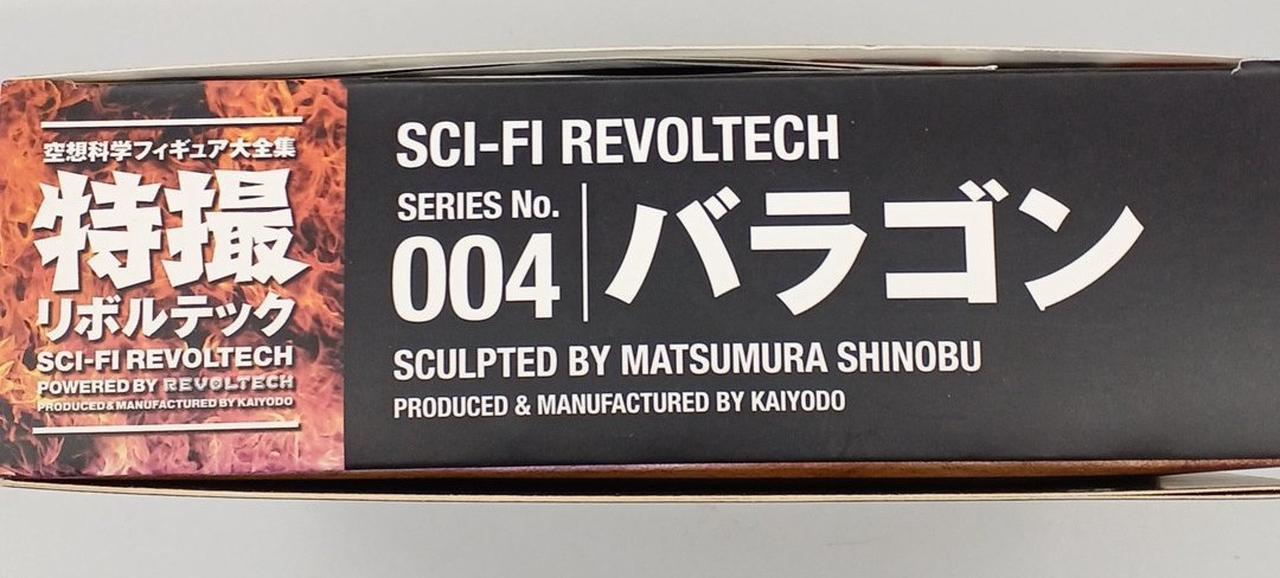 空想科学フィギュア大全集
特撮
リボルテック
SCI-FI REVOLTECH
POWERED BY REVOLTECH
PRODUCED & MANUFACTURED BY KAIYODO
SCI-FI REVOLTECH
SERIES No.
004
バラゴン
SCULPTED BY MATSUMURA SHINOBU
PRODUCED & MANUFACTURED BY KAIYODO